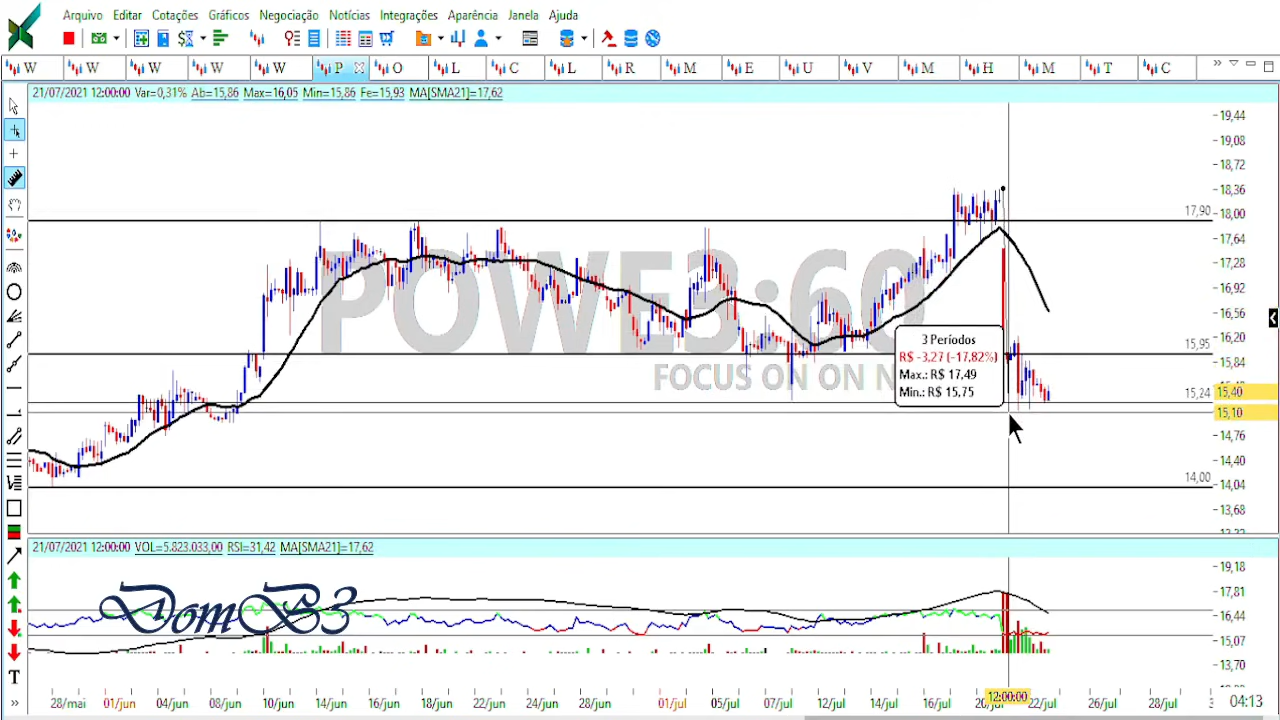 Arquivo Editar Cotações Gráficos Negociação Notícias Integrações Aparência Janela Ajuda
W W W W W P O L C L R M E U V M H M T C
21/07/2021 12:00:00 Var=0,31% Ab=15,86 Max=16,05 Min=15,86 Fe=15,93 MA[SMA21]=17,62
19,44
19,08
18,72
18,36
17,90
18,00
17,64
17,28
16,92
16,56
16,20
15,95
15,84
15,24
15,40
15,10
14,76
14,40
14,00
14,04
13,68
POWE3:60
FOCUS ON ON N
3 Períodos
R$ -3,27 (-17,82%)
Max.: R$ 17,49
Min.: R$ 15,75
21/07/2021 12:00:00 VOL=5.823.033,00 RSI=31,42 MA[SMA21]=17,62
DomB3
19,18
17,81
16,44
15,07
13,70
T
28/mai 01/jun 04/jun 08/jun 10/jun 14/jun 16/jun 18/jun 22/jun 24/jun 28/jun 01/jul 05/jul 07/jul 12/jul 14/jul 16/jul 20/jul 12:00:00 22/jul 26/jul 28/jul 04:13